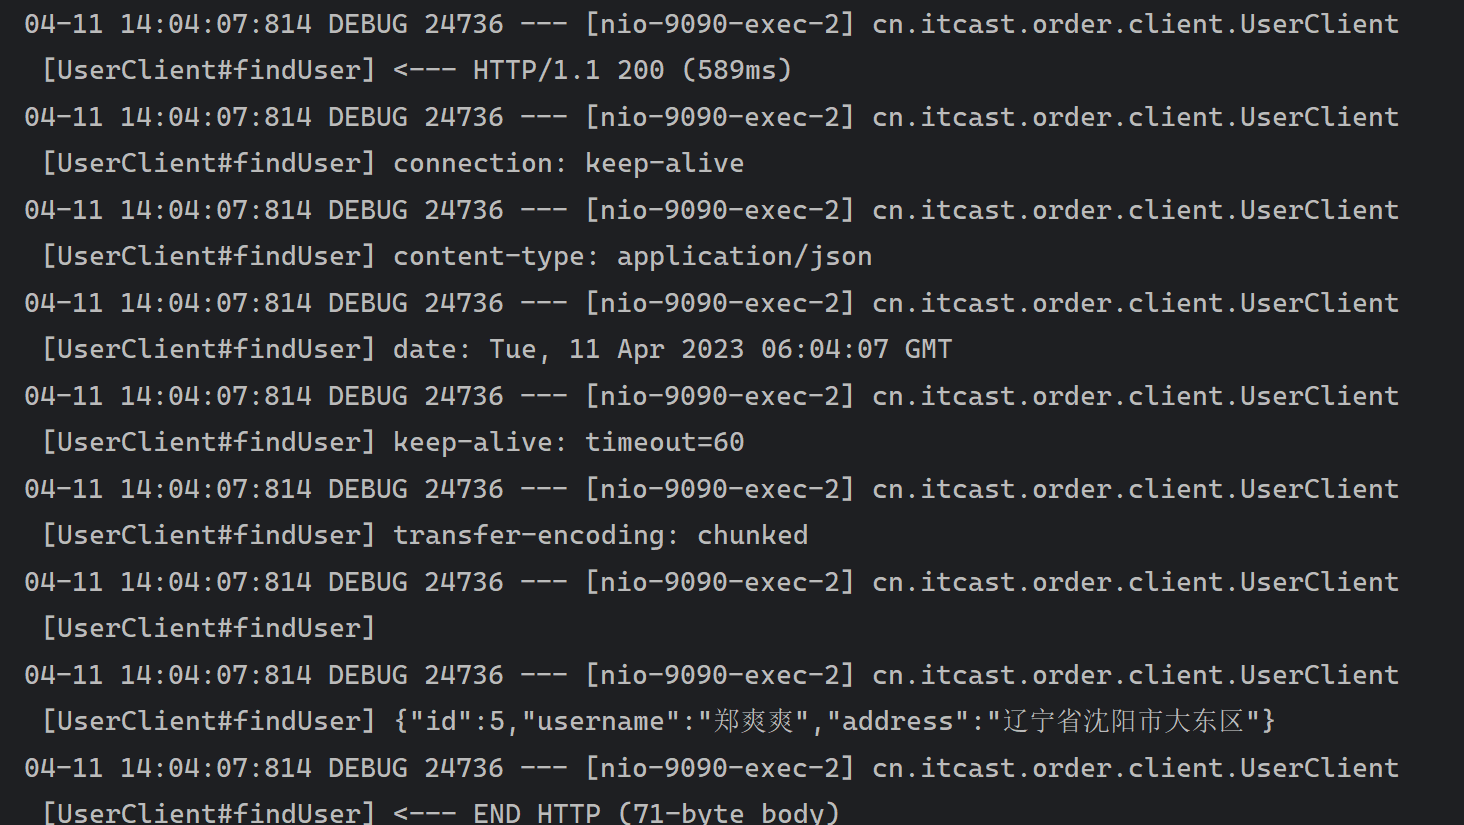 04-11 14:04:07:814 DEBUG 24736 --- [nio-9090-exec-2] cn.itcast.order.client.UserClient
[UserClient#findUser] <--- HTTP/1.1 200 (589ms)
04-11 14:04:07:814 DEBUG 24736 --- [nio-9090-exec-2] cn.itcast.order.client.UserClient
[UserClient#findUser] connection: keep-alive
04-11 14:04:07:814 DEBUG 24736 --- [nio-9090-exec-2] cn.itcast.order.client.UserClient
[UserClient#findUser] content-type: application/json
04-11 14:04:07:814 DEBUG 24736 --- [nio-9090-exec-2] cn.itcast.order.client.UserClient
[UserClient#findUser] date: Tue, 11 Apr 2023 06:04:07 GMT
04-11 14:04:07:814 DEBUG 24736 --- [nio-9090-exec-2] cn.itcast.order.client.UserClient
[UserClient#findUser] keep-alive: timeout=60
04-11 14:04:07:814 DEBUG 24736 --- [nio-9090-exec-2] cn.itcast.order.client.UserClient
[UserClient#findUser] transfer-encoding: chunked
04-11 14:04:07:814 DEBUG 24736 --- [nio-9090-exec-2] cn.itcast.order.client.UserClient
[UserClient#findUser]
04-11 14:04:07:814 DEBUG 24736 --- [nio-9090-exec-2] cn.itcast.order.client.UserClient
[UserClient#findUser] {"id":5,"username":"郑爽爽","address":"辽宁省沈阳市大东区"}
04-11 14:04:07:814 DEBUG 24736 --- [nio-9090-exec-2] cn.itcast.order.client.UserClient
[UserClient#findUser] <--- END HTTP (71-byte body)